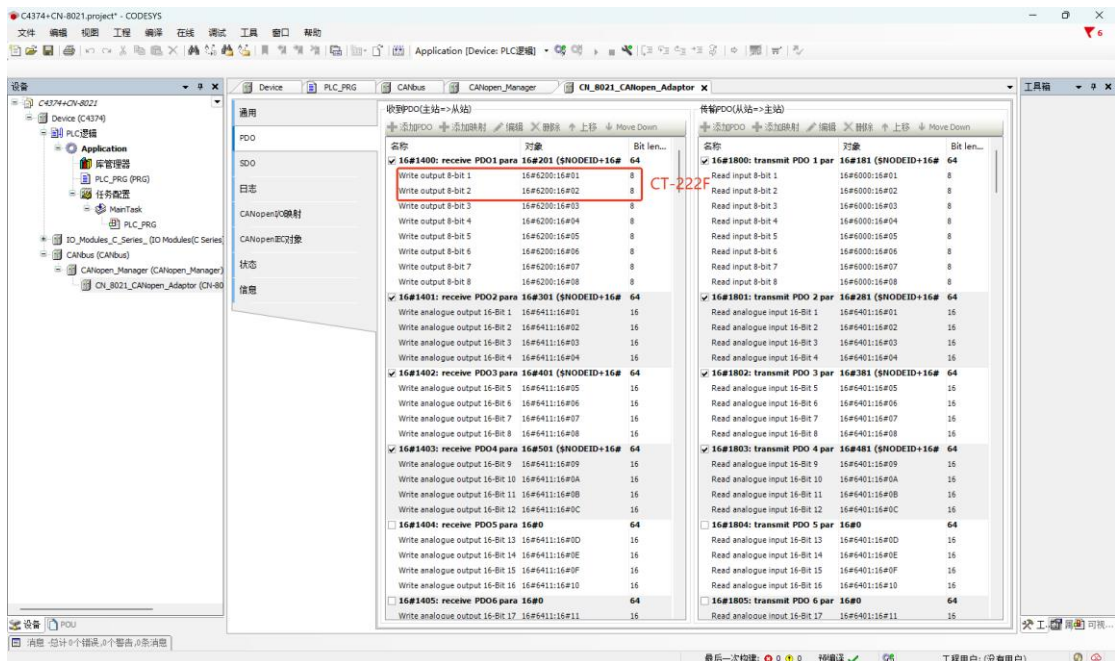 C4374+CN-8021.project* - CODESYS
文件 编辑 视图 工程 编译 在线 调试 工具 窗口 帮助
6
Application [Device: PLC逻辑]
设备
C4374+CN-8021
Device (C4374)
PLC逻辑
Application
库管理器
PLC_PRG (PRG)
任务配置
MainTask
PLC_PRG
IO_Modules_C_Series_ (IO Modules(C Series
CANbus (CANbus)
CANopen_Manager (CANopen_Manager)
CN_8021_CANopen_Adaptor (CN-80
设备 POU
Device PLC_PRG CANbus CANopen_Manager CN_8021_CANopen_Adaptor
通用
PDO
SDO
日志
CANopenI/O映射
CANopenIEC对象
状态
信息
收到PDO(主站=>从站)
添加PDO 添加映射 编辑 删除 上移 Move Down
名称 对象 Bit len...
16#1400: receive PDO1 para 16#201 ($NODEID+16# 64
Write output 8-bit 1 16#6200:16#01 8
Write output 8-bit 2 16#6200:16#02 8
CT-222F
Write output 8-bit 3 16#6200:16#03 8
Write output 8-bit 4 16#6200:16#04 8
Write output 8-bit 5 16#6200:16#05 8
Write output 8-bit 6 16#6200:16#06 8
Write output 8-bit 7 16#6200:16#07 8
Write output 8-bit 8 16#6200:16#08 8
16#1401: receive PDO2 para 16#301 ($NODEID+16# 64
Write analogue output 16-Bit 1 16#6411:16#01 16
Write analogue output 16-Bit 2 16#6411:16#02 16
Write analogue output 16-Bit 3 16#6411:16#03 16
Write analogue output 16-Bit 4 16#6411:16#04 16
16#1402: receive PDO3 para 16#401 ($NODEID+16# 64
Write analogue output 16-Bit 5 16#6411:16#05 16
Write analogue output 16-Bit 6 16#6411:16#06 16
Write analogue output 16-Bit 7 16#6411:16#07 16
Write analogue output 16-Bit 8 16#6411:16#08 16
16#1403: receive PDO4 para 16#501 ($NODEID+16# 64
Write analogue output 16-Bit 9 16#6411:16#09 16
Write analogue output 16-Bit 10 16#6411:16#0A 16
Write analogue output 16-Bit 11 16#6411:16#0B 16
Write analogue output 16-Bit 12 16#6411:16#0C 16
16#1404: receive PDO5 para 16#0 64
Write analogue output 16-Bit 13 16#6411:16#0D 16
Write analogue output 16-Bit 14 16#6411:16#0E 16
Write analogue output 16-Bit 15 16#6411:16#0F 16
Write analogue output 16-Bit 16 16#6411:16#10 16
16#1405: receive PDO6 para 16#0 64
Write analogue output 16-Bit 17 16#6411:16#11 16
传输PDO(从站=>主站)
添加PDO 添加映射 编辑 删除 上移 Move Down
名称 对象 Bit len...
16#1800: transmit PDO 1 par 16#181 ($NODEID+16# 64
Read input 8-bit 1 16#6000:16#01 8
Read input 8-bit 2 16#6000:16#02 8
Read input 8-bit 3 16#6000:16#03 8
Read input 8-bit 4 16#6000:16#04 8
Read input 8-bit 5 16#6000:16#05 8
Read input 8-bit 6 16#6000:16#06 8
Read input 8-bit 7 16#6000:16#07 8
Read input 8-bit 8 16#6000:16#08 8
16#1801: transmit PDO 2 par 16#281 ($NODEID+16# 64
Read analogue input 16-Bit 1 16#6401:16#01 16
Read analogue input 16-Bit 2 16#6401:16#02 16
Read analogue input 16-Bit 3 16#6401:16#03 16
Read analogue input 16-Bit 4 16#6401:16#04 16
16#1802: transmit PDO 3 par 16#381 ($NODEID+16# 64
Read analogue input 16-Bit 5 16#6401:16#05 16
Read analogue input 16-Bit 6 16#6401:16#06 16
Read analogue input 16-Bit 7 16#6401:16#07 16
Read analogue input 16-Bit 8 16#6401:16#08 16
16#1803: transmit PDO 4 par 16#481 ($NODEID+16# 64
Read analogue input 16-Bit 9 16#6401:16#09 16
Read analogue input 16-Bit 10 16#6401:16#0A 16
Read analogue input 16-Bit 11 16#6401:16#0B 16
Read analogue input 16-Bit 12 16#6401:16#0C 16
16#1804: transmit PDO 5 par 16#0 64
Read analogue input 16-Bit 13 16#6401:16#0D 16
Read analogue input 16-Bit 14 16#6401:16#0E 16
Read analogue input 16-Bit 15 16#6401:16#0F 16
Read analogue input 16-Bit 16 16#6401:16#10 16
16#1805: transmit PDO 6 par 16#0 64
Read analogue input 16-Bit 17 16#6401:16#11 16
工具箱
工. 属 可视...
消息 -总计0个错误,0个警告,0条消息
最后一次构建: 0 0 预编译 工程用户: (没有用户)